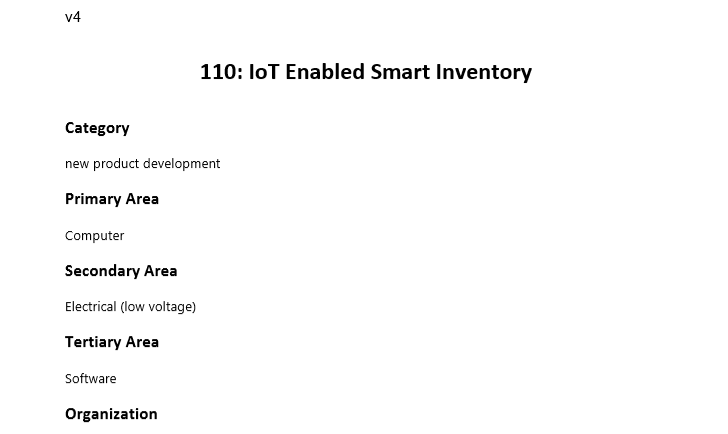 v4
110: IoT Enabled Smart Inventory
Category
new product development
Primary Area
Computer
Secondary Area
Electrical (low voltage)
Tertiary Area
Software
Organization